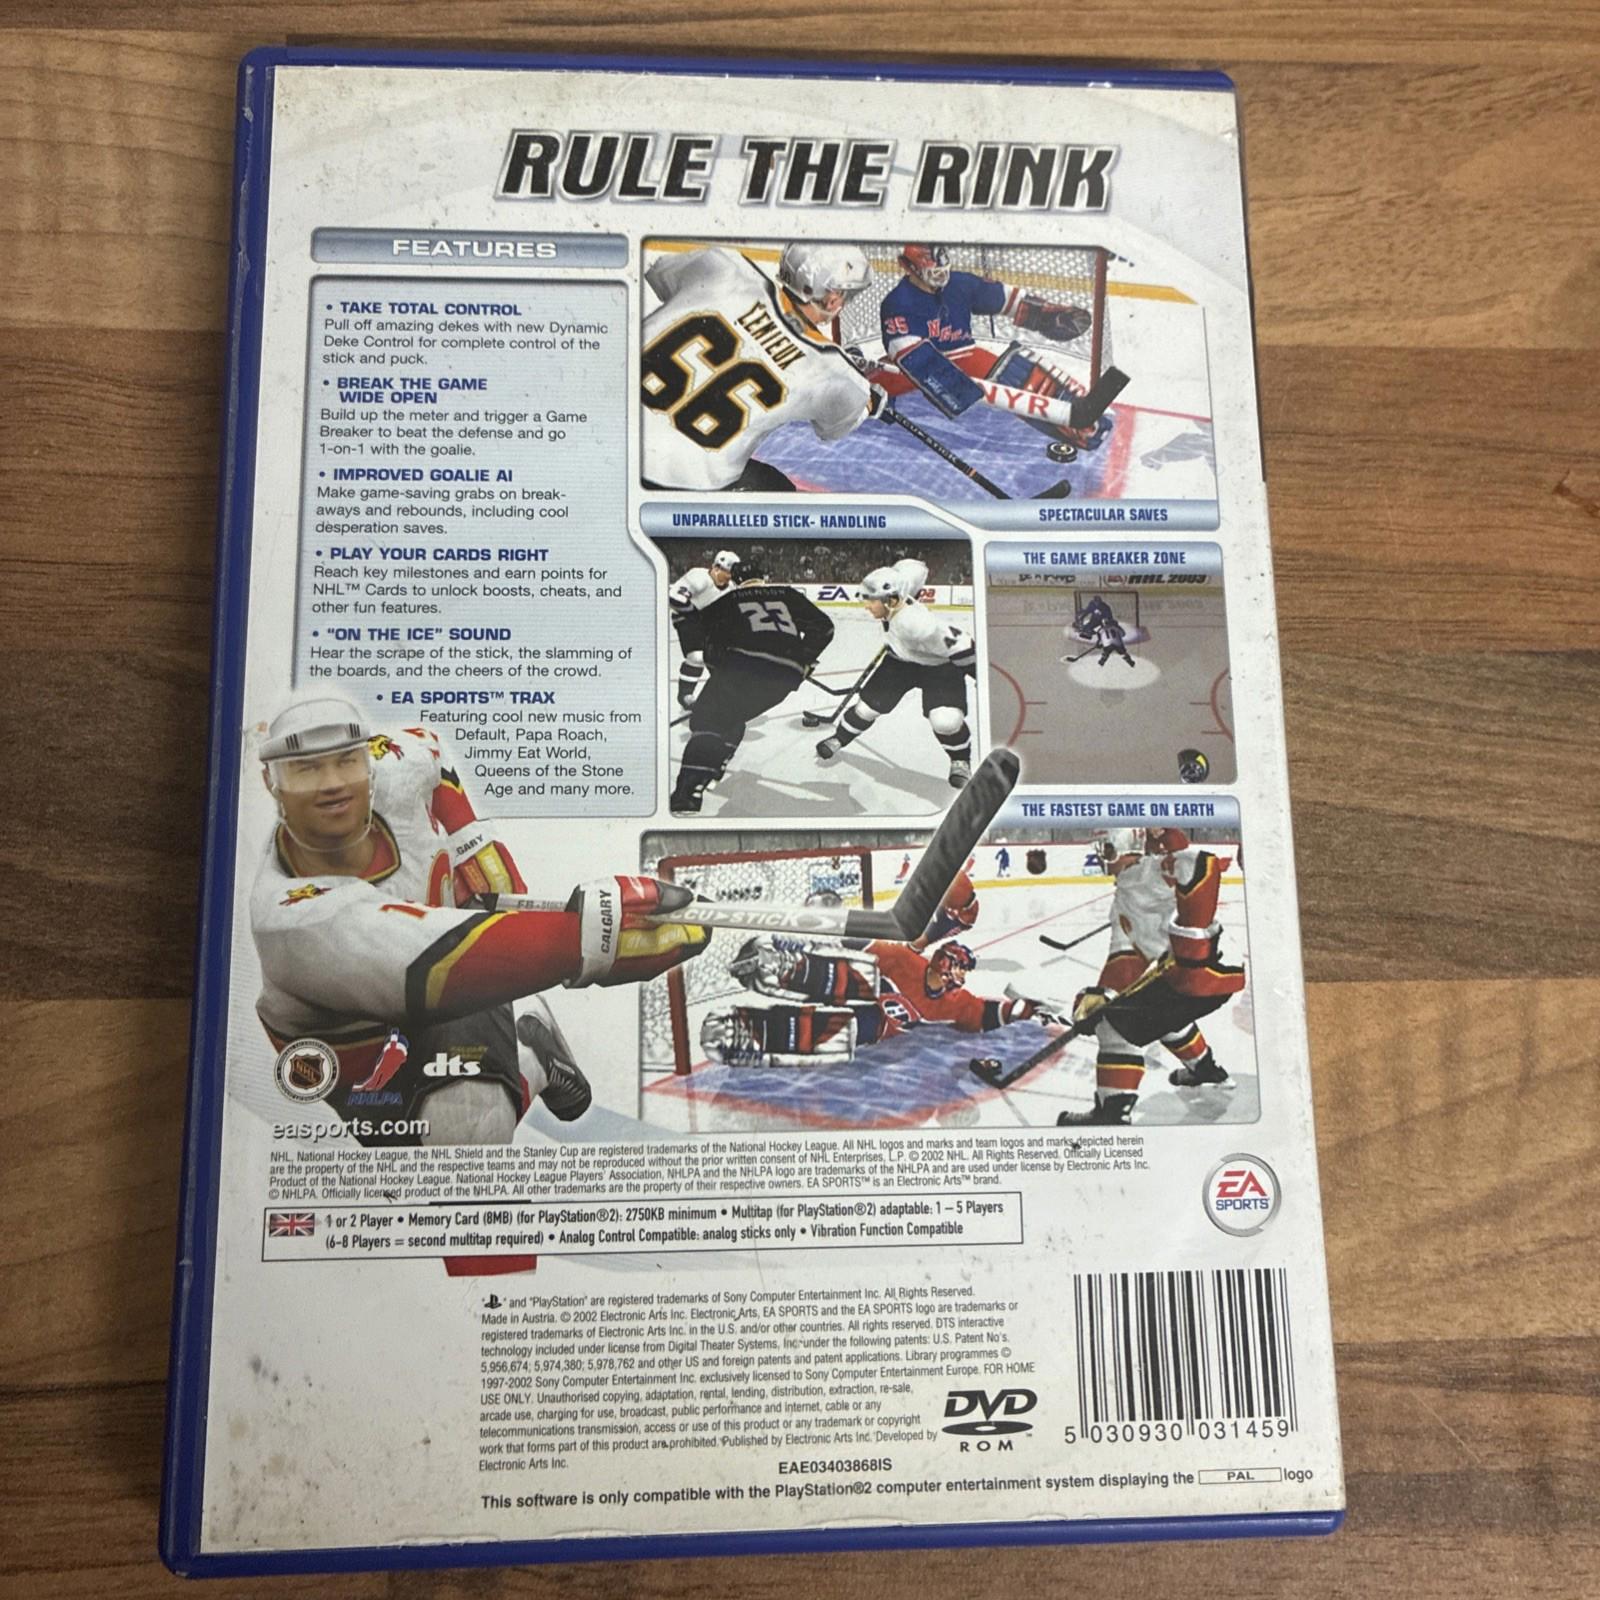 RULE THE RINK
FEATURES
• TAKE TOTAL CONTROL
Pull off amazing dekes with new Dynamic
Deke Control for complete control of the
stick and puck.
• BREAK THE GAME
WIDE OPEN
Build up the meter and trigger a Game
Breaker to beat the defense and go
1-on-1 with the goalie.
• IMPROVED GOALIE AI
Make game-saving grabs on break-
aways and rebounds, including cool
desperation saves.
• PLAY YOUR CARDS RIGHT
Reach key milestones and earn points for
NHL™ Cards to unlock boosts, cheats, and
other fun features.
• "ON THE ICE" SOUND
Hear the scrape of the stick, the slamming of
the boards, and the cheers of the crowd.
• EA SPORTS™ TRAX
Featuring cool new music from
Default, Papa Roach,
Jimmy Eat World,
Queens of the Stone
Age and many more.
LEMIEUX
66
35
NYR
ACCU-STICK
UNPARALLELED STICK- HANDLING
SPECTACULAR SAVES
JOHNSON
23
EA
44
THE GAME BREAKER ZONE
NHL 2003
THE FASTEST GAME ON EARTH
CALGARY
ACCU-STICK
NHL
NHLPA
dts
easports.com
NHL, National Hockey League, the NHL Shield and the Stanley Cup are registered trademarks of the National Hockey League. All NHL logos and marks and team logos and marks depicted herein
are the property of the NHL and the respective teams and may not be reproduced without the prior written consent of NHL Enterprises, L.P. © 2002 NHL. All Rights Reserved. Officially Licensed
Product of the National Hockey League. National Hockey League Players' Association, NHLPA and the NHLPA logo are trademarks of the NHLPA and are used under license by Electronic Arts Inc.
© NHLPA. Officially licensed product of the NHLPA. All other trademarks are the property of their respective owners. EA SPORTS™ is an Electronic Arts™ brand.
EA
SPORTS™
1 or 2 Player • Memory Card (8MB) (for PlayStation®2): 2750KB minimum • Multitap (for PlayStation®2) adaptable: 1 – 5 Players
(6-8 Players = second multitap required) • Analog Control Compatible: analog sticks only • Vibration Function Compatible
" " and "PlayStation" are registered trademarks of Sony Computer Entertainment Inc. All Rights Reserved.
Made in Austria. © 2002 Electronic Arts Inc. Electronic Arts, EA SPORTS and the EA SPORTS logo are trademarks or
registered trademarks of Electronic Arts Inc. in the U.S. and/or other countries. All rights reserved. DTS interactive
technology included under license from Digital Theater Systems, Inc. under the following patents: U.S. Patent No's.
5,956,674; 5,974,380; 5,978,762 and other US and foreign patents and patent applications. Library programmes ©
1997-2002 Sony Computer Entertainment Inc. exclusively licensed to Sony Computer Entertainment Europe. FOR HOME
USE ONLY. Unauthorised copying, adaptation, rental, lending, distribution, extraction, re-sale,
arcade use, charging for use, broadcast, public performance and internet, cable or any
telecommunications transmission, access or use of this product or any trademark or copyright
work that forms part of this product are prohibited. Published by Electronic Arts Inc. Developed by
Electronic Arts Inc.
DVD
ROM
5 030930 031459
EAE03403868IS
This software is only compatible with the PlayStation®2 computer entertainment system displaying the PAL logo